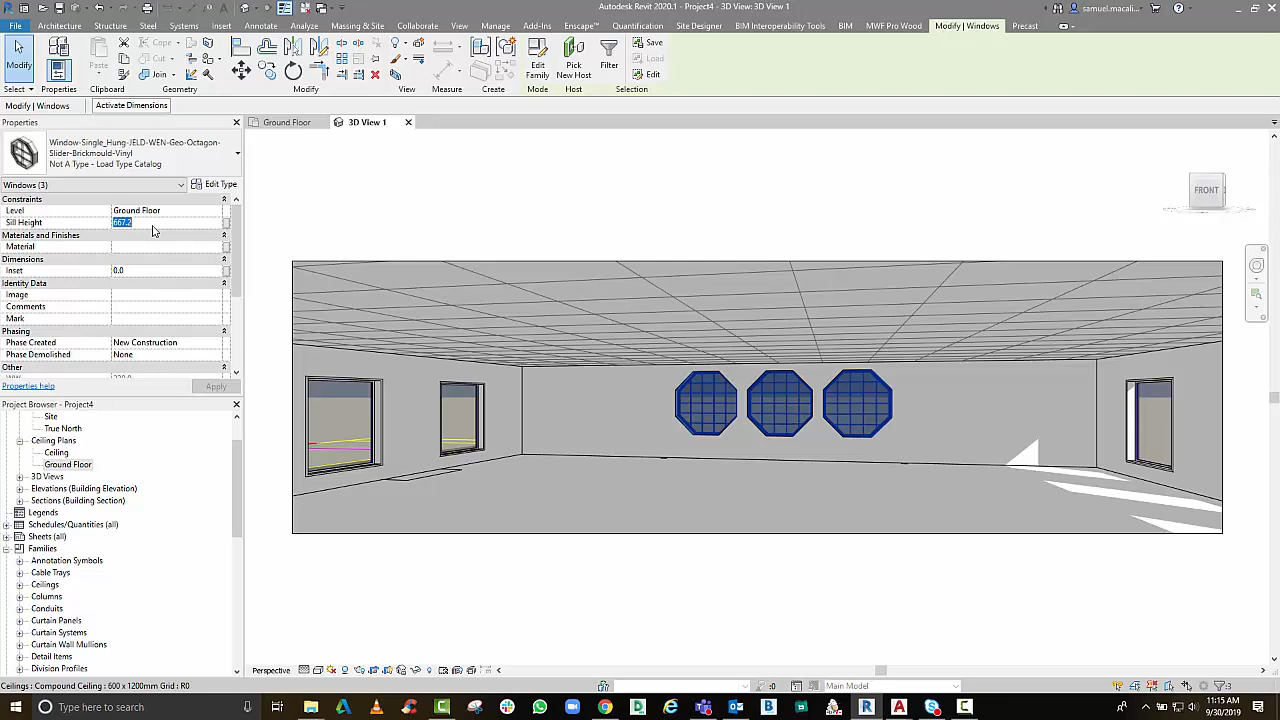 Autodesk Revit 2020.1 - Project4 - 3D View: 3D View 1
samuel.macali...
File Architecture Structure Steel Systems Insert Annotate Analyze Massing & Site Collaborate View Manage Add-Ins Enscape™ Quantification Site Designer BIM Interoperability Tools BIM MWF Pro Wood Modify | Windows Precast
Modify
Properties
Paste
Cope
Cut
Join
Edit Family
Pick New Host
Filter
Save
Load
Edit
Select Properties Clipboard Geometry Modify View Measure Create Mode Host Selection
Modify | Windows Activate Dimensions
Properties
Ground Floor
3D View 1
Window-Single_Hung-JELD-WEN-Geo-Octagon-
Slider-Brickmould-Vinyl
Not A Type - Load Type Catalog
Windows (3) Edit Type
Constraints
Level Ground Floor
Sill Height 667.2
Materials and Finishes
Material
Dimensions
Inset 0.0
Identity Data
Image
Comments
Mark
Phasing
Phase Created New Construction
Phase Demolished None
Other
Properties help Apply
FRONT
Project Browser - Project4
Site
True North
Ceiling Plans
Ceiling
Ground Floor
3D Views
Elevations (Building Elevation)
Sections (Building Section)
Legends
Schedules/Quantities (all)
Sheets (all)
Families
Annotation Symbols
Cable Trays
Ceilings
Columns
Conduits
Curtain Panels
Curtain Systems
Curtain Wall Mullions
Detail Items
Division Profiles
Perspective
Ceilings : Compound Ceiling : 600 x 1200mm Grid : R0
:0
Main Model
:3
Type here to search
11:15 AM
9/30/2019